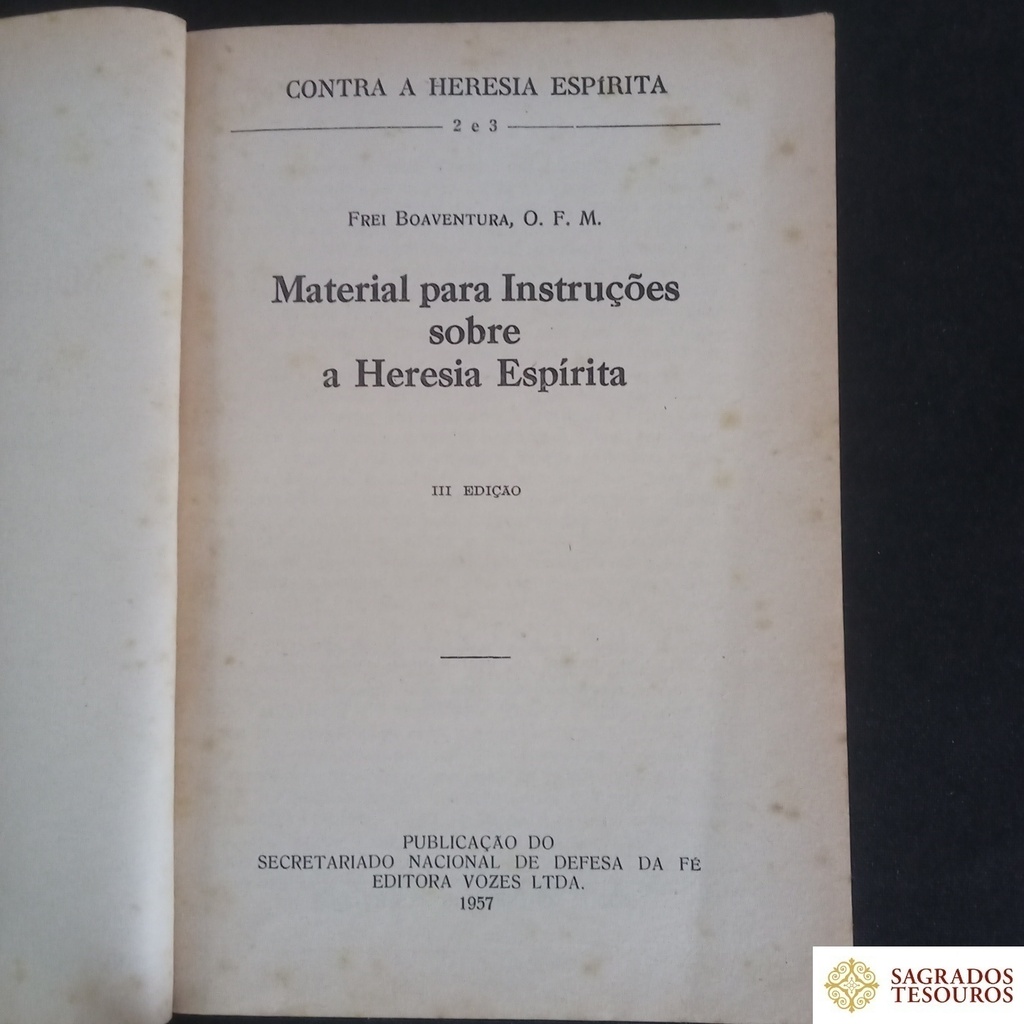 CONTRA A HERESIA ESPÍRITA
2 e 3
FREI BOAVENTURA, O. F. M.
Material para Instruções
sobre
a Heresia Espírita
III EDIÇÃO
PUBLICAÇÃO DO
SECRETARIADO NACIONAL DE DEFESA DA FÉ
EDITORA VOZES LTDA.
1957
SAGRADOS
TESOUROS